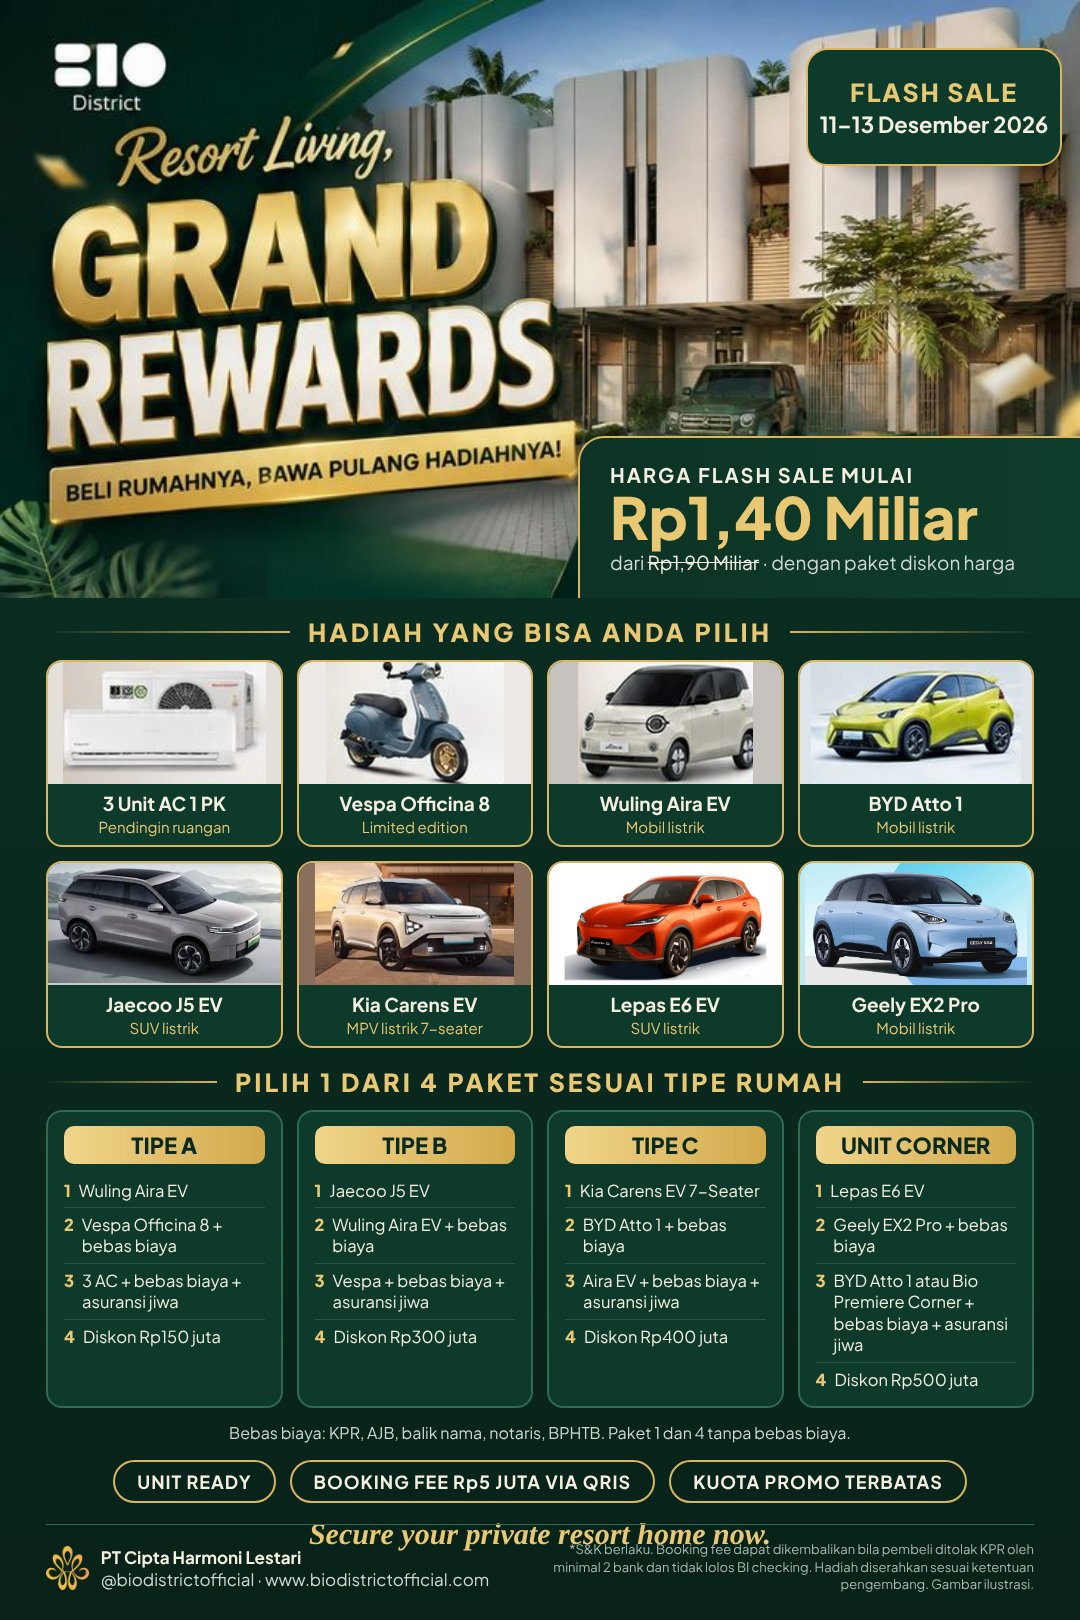 BIO
District
Resort Living,
GRAND
REWARDS
BELI RUMAHNYA, BAWA PULANG HADIAHNYA!
FLASH SALE
11–13 Desember 2026
HARGA FLASH SALE MULAI
Rp1,40 Miliar
dari Rp1,90 Miliar · dengan paket diskon harga
HADIAH YANG BISA ANDA PILIH
3 Unit AC 1 PK
Pendingin ruangan
Vespa Officina 8
Limited edition
Wuling Aira EV
Mobil listrik
BYD Atto 1
Mobil listrik
Jaecoo J5 EV
SUV listrik
Kia Carens EV
MPV listrik 7-seater
Lepas E6 EV
SUV listrik
GEELY EX2
Geely EX2 Pro
Mobil listrik
PILIH 1 DARI 4 PAKET SESUAI TIPE RUMAH
TIPE A
1 Wuling Aira EV
2 Vespa Officina 8 +
bebas biaya
3 3 AC + bebas biaya +
asuransi jiwa
4 Diskon Rp150 juta
TIPE B
1 Jaecoo J5 EV
2 Wuling Aira EV + bebas
biaya
3 Vespa + bebas biaya +
asuransi jiwa
4 Diskon Rp300 juta
TIPE C
1 Kia Carens EV 7-Seater
2 BYD Atto 1 + bebas
biaya
3 Aira EV + bebas biaya +
asuransi jiwa
4 Diskon Rp400 juta
UNIT CORNER
1 Lepas E6 EV
2 Geely EX2 Pro + bebas
biaya
3 BYD Atto 1 atau Bio
Premiere Corner +
bebas biaya + asuransi
jiwa
4 Diskon Rp500 juta
Bebas biaya: KPR, AJB, balik nama, notaris, BPHTB. Paket 1 dan 4 tanpa bebas biaya.
UNIT READY
BOOKING FEE Rp5 JUTA VIA QRIS
KUOTA PROMO TERBATAS
Secure your private resort home now.
PT Cipta Harmoni Lestari
@biodistrictofficial · www.biodistrictofficial.com
*S&K berlaku. Booking fee dapat dikembalikan bila pembeli ditolak KPR oleh
minimal 2 bank dan tidak lolos BI checking. Hadiah diserahkan sesuai ketentuan
pengembang. Gambar ilustrasi.